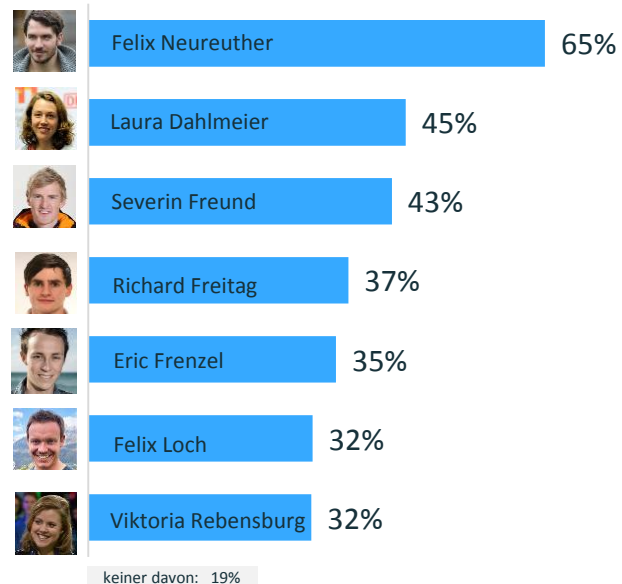 Felix Neureuther 65%
Laura Dahlmeier 45%
Severin Freund 43%
Richard Freitag 37%
Eric Frenzel 35%
Felix Loch 32%
Viktoria Rebensburg 32%
keiner davon: 19%